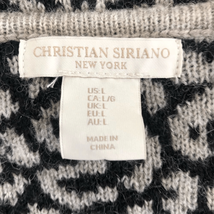 CHRISTIAN SIRIANO
NEW YORK
US:L
CA:L/G
UK:L
EU:L
AU:L
MADE IN
CHINA